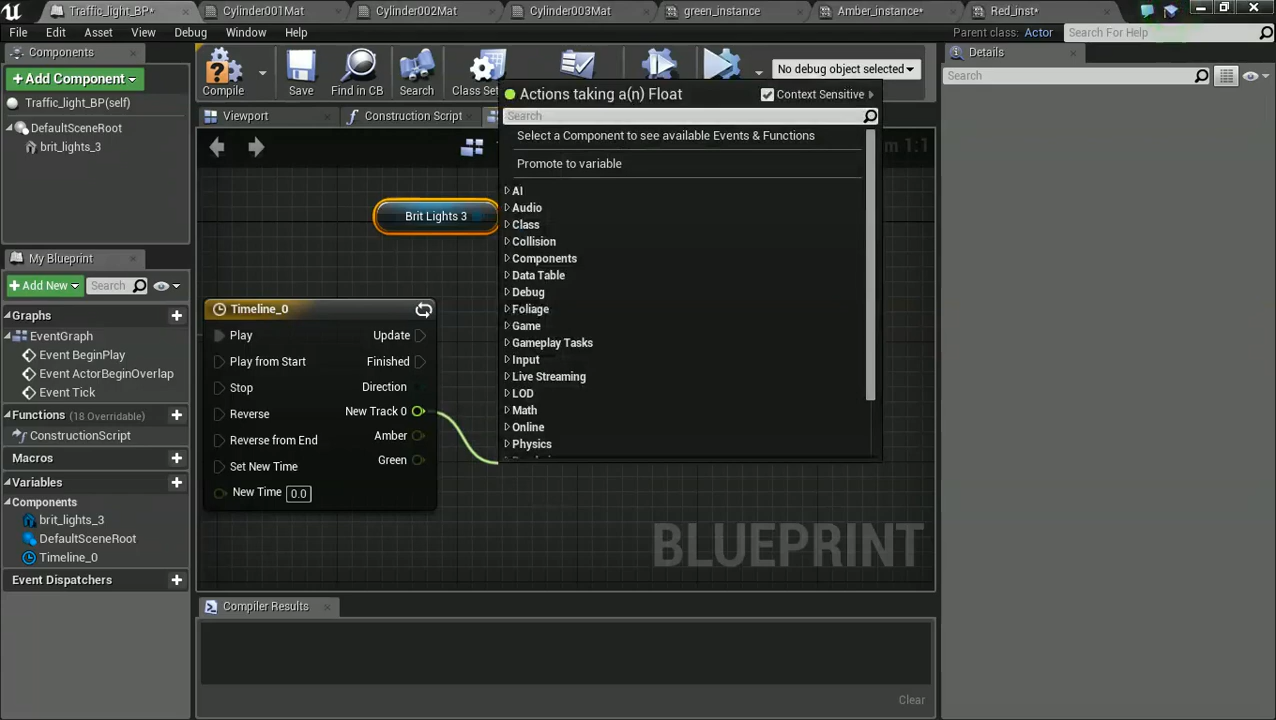 Traffic_light_BP*
Cylinder001Mat
Cylinder002Mat
Cylinder003Mat
green_instance
Amber_instance*
Red_inst*
File
Edit
Asset
View
Debug
Window
Help
Parent class: Actor
Search For Help
Components
+Add Component
Traffic_light_BP(self)
DefaultSceneRoot
brit_lights_3
Compile
Save
Find in CB
Search
Class Set
No debug object selected
Viewport
Construction Script
Details
Search
m 1:1
Actions taking a(n) Float
Context Sensitive
Search
Select a Component to see available Events & Functions
Promote to variable
AI
Audio
Class
Collision
Components
Data Table
Debug
Foliage
Game
Gameplay Tasks
Input
Live Streaming
LOD
Math
Online
Physics
Brit Lights 3
Timeline_0
Play
Update
Play from Start
Finished
Stop
Direction
Reverse
New Track 0
Reverse from End
Amber
Set New Time
Green
New Time 0.0
BLUEPRINT
My Blueprint
+Add New
Search
Graphs
EventGraph
Event BeginPlay
Event ActorBeginOverlap
Event Tick
Functions (18 Overridable)
ConstructionScript
Macros
Variables
Components
brit_lights_3
DefaultSceneRoot
Timeline_0
Event Dispatchers
Compiler Results
Clear